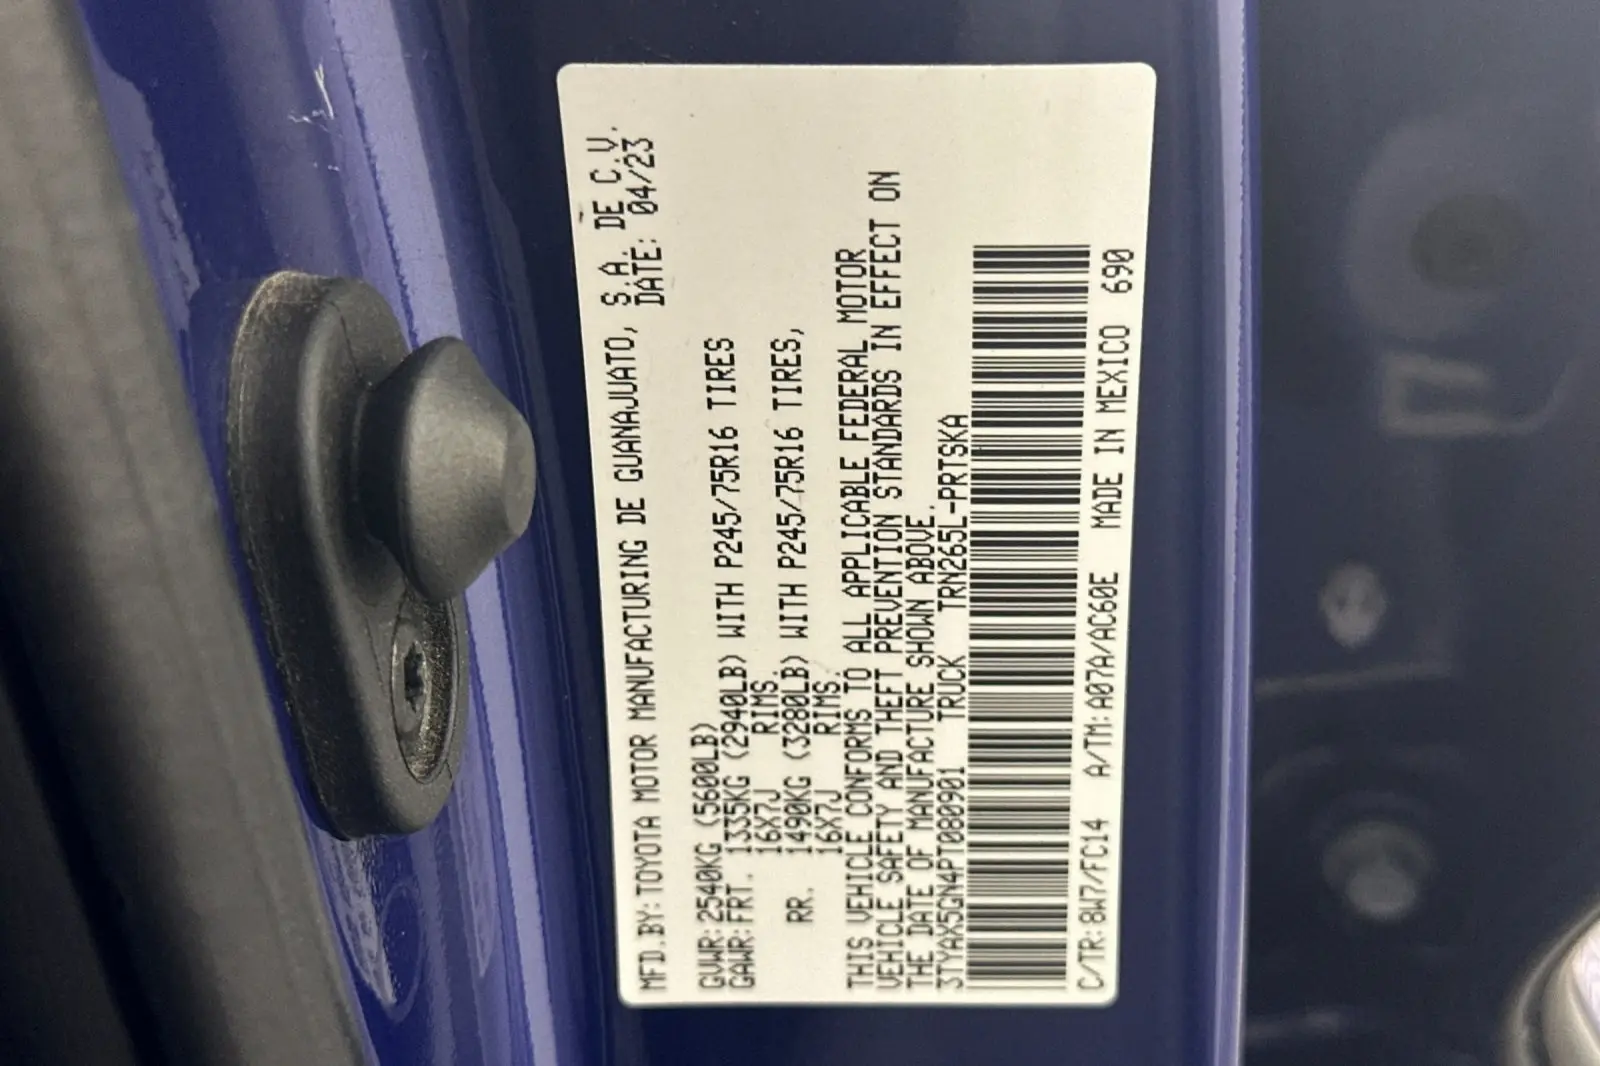 MFD.BY: TOYOTA MOTOR MANUFACTURING DE GUANAJUATO, S.A. DE C.V.
DATE: 04/23
GVWR: 2540KG (5600LB)
GAWR: FRT. 1335KG (2940LB) WITH P245/75R16 TIRES
16X7J RIMS.
RR. 1490KG (3280LB) WITH P245/75R16 TIRES,
16X7J RIMS.
THIS VEHICLE CONFORMS TO ALL APPLICABLE FEDERAL MOTOR
VEHICLE SAFETY AND THEFT PREVENTION STANDARDS IN EFFECT ON
THE DATE OF MANUFACTURE SHOWN ABOVE.
3TYAX5GN4PT080901 TRUCK TRN265L-PRTSKA
C/TR: 8W7/FC14 A/TM: A07A/AC60E MADE IN MEXICO 690